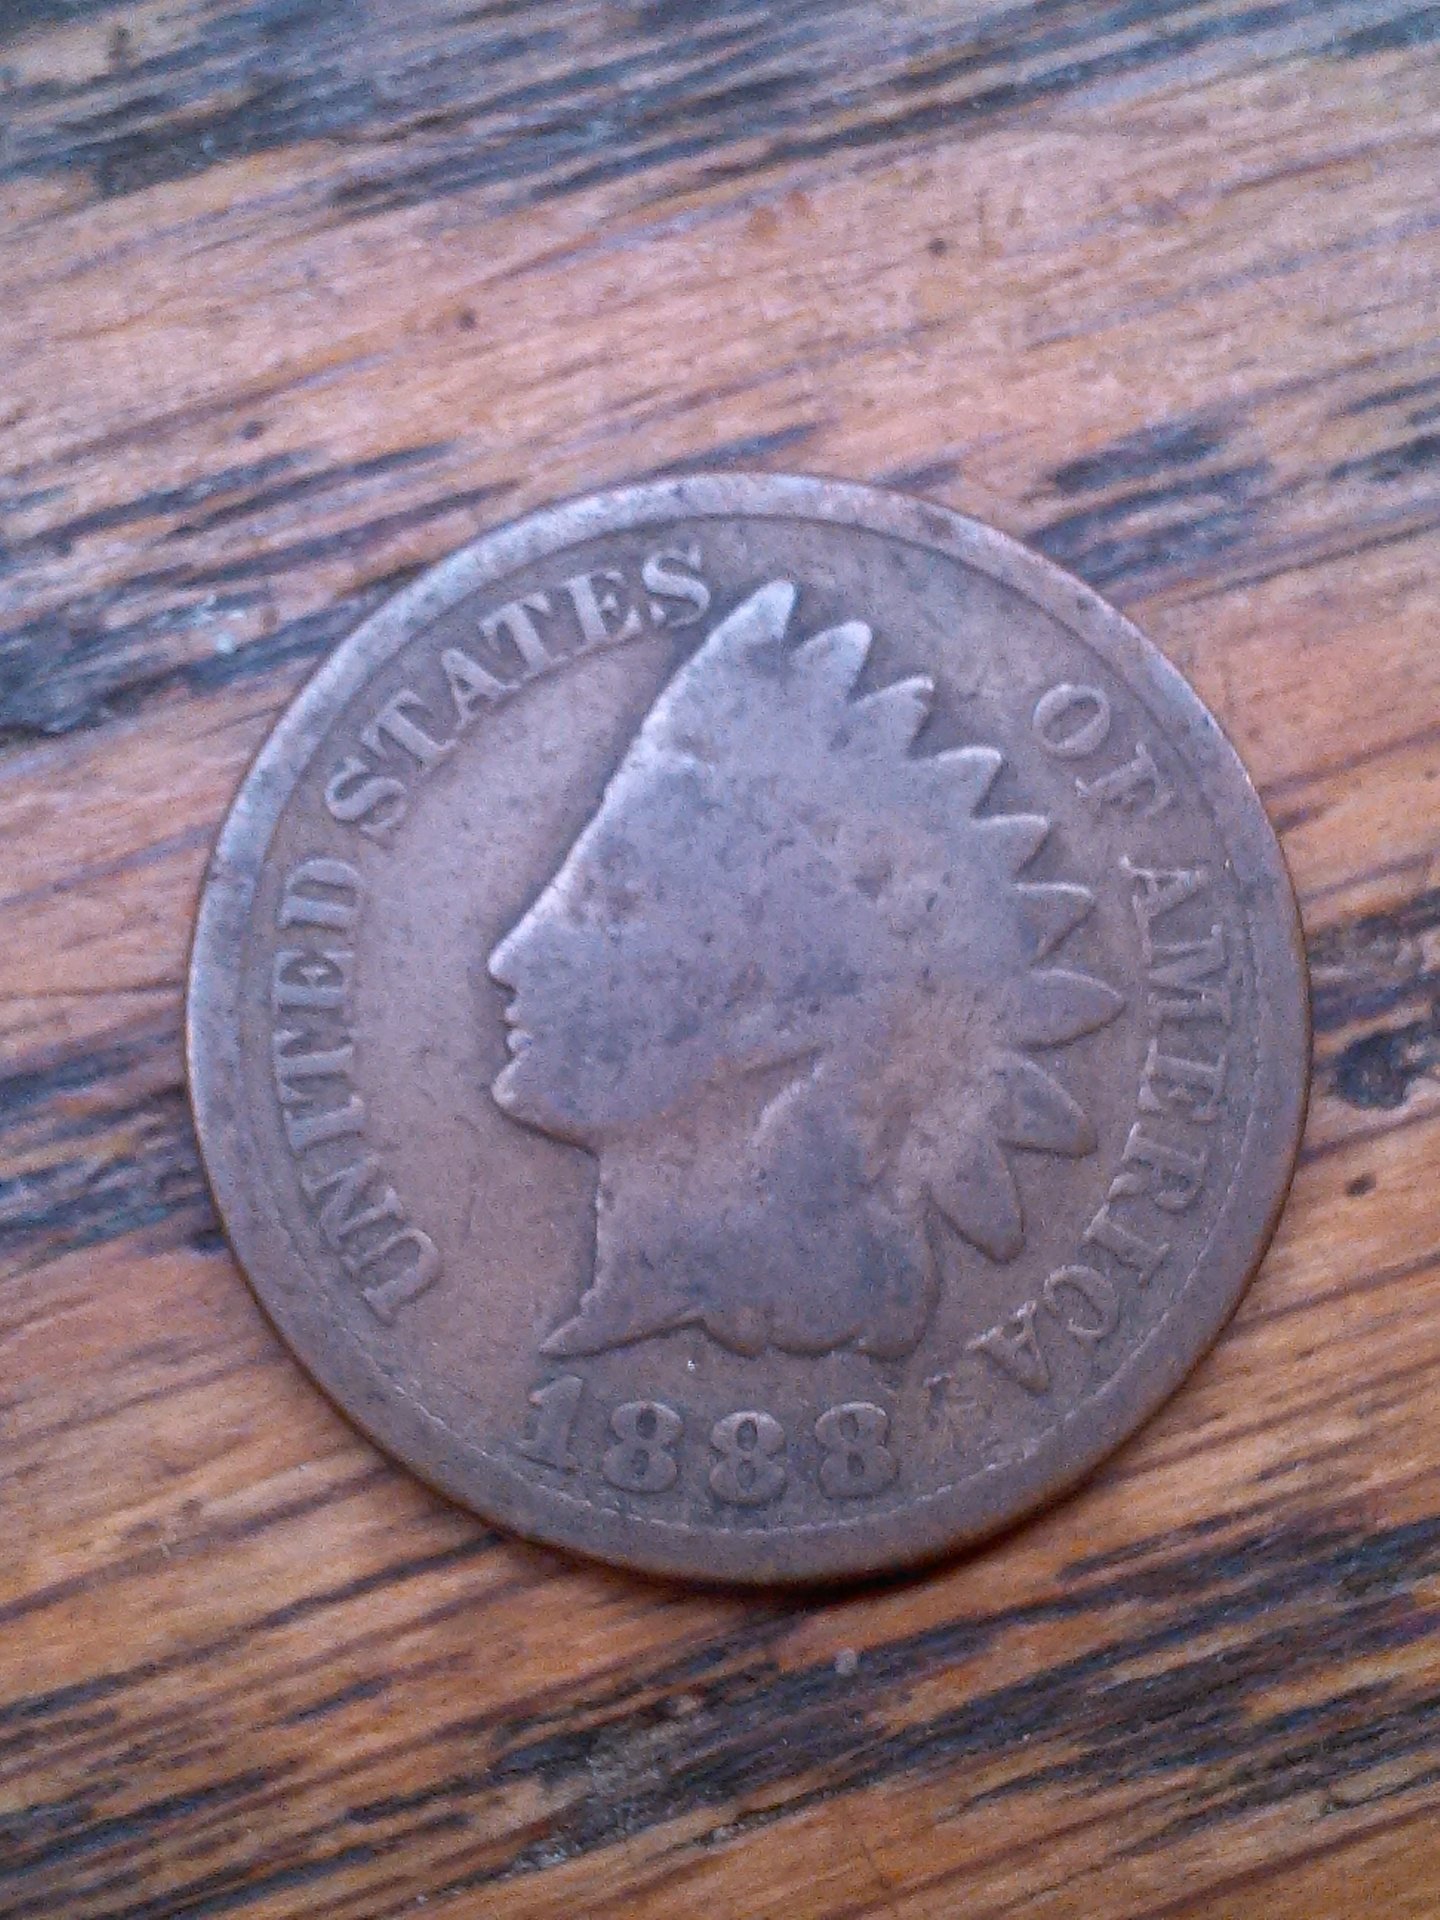 UNITED STATES OF AMERICA
1888